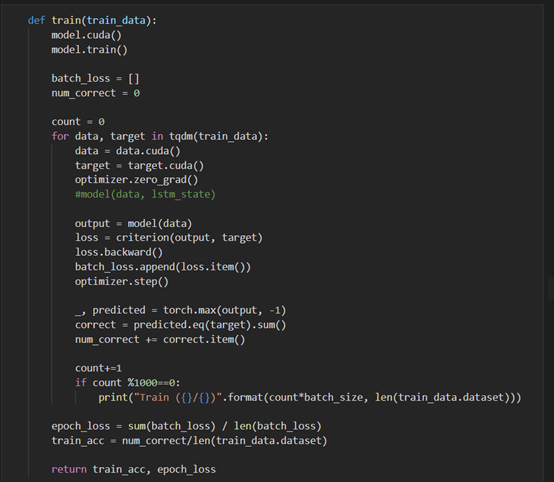 def train(train_data):
    model.cuda()
    model.train()

    batch_loss = []
    num_correct = 0

    count = 0
    for data, target in tqdm(train_data):
        data = data.cuda()
        target = target.cuda()
        optimizer.zero_grad()
        #model(data, lstm_state)

        output = model(data)
        loss = criterion(output, target)
        loss.backward()
        batch_loss.append(loss.item())
        optimizer.step()

        _, predicted = torch.max(output, -1)
        correct = predicted.eq(target).sum()
        num_correct += correct.item()

        count+=1
        if count %1000==0:
            print("Train ({}/{})".format(count*batch_size, len(train_data.dataset)))

    epoch_loss = sum(batch_loss) / len(batch_loss)
    train_acc = num_correct/len(train_data.dataset)

    return train_acc, epoch_loss